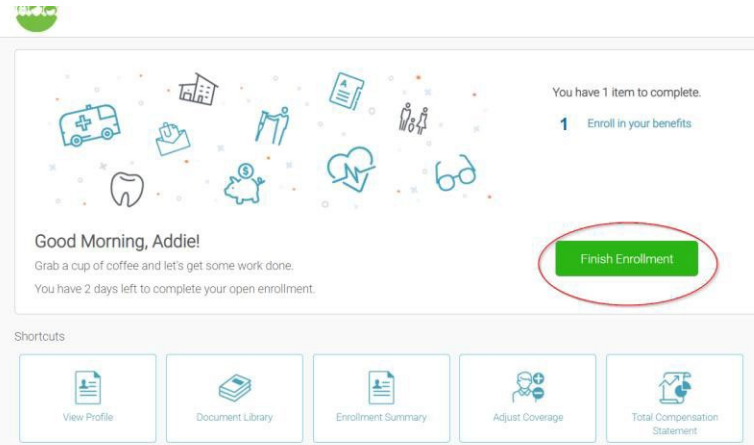 You have 1 item to complete.
1 Enroll in your benefits
Good Morning, Addie!
Grab a cup of coffee and let's get some work done.
You have 2 days left to complete your open enrollment.
Finish Enrollment
Shortcuts
View Profile
Document Library
Enrollment Summary
Adjust Coverage
Total Compensation
Statement